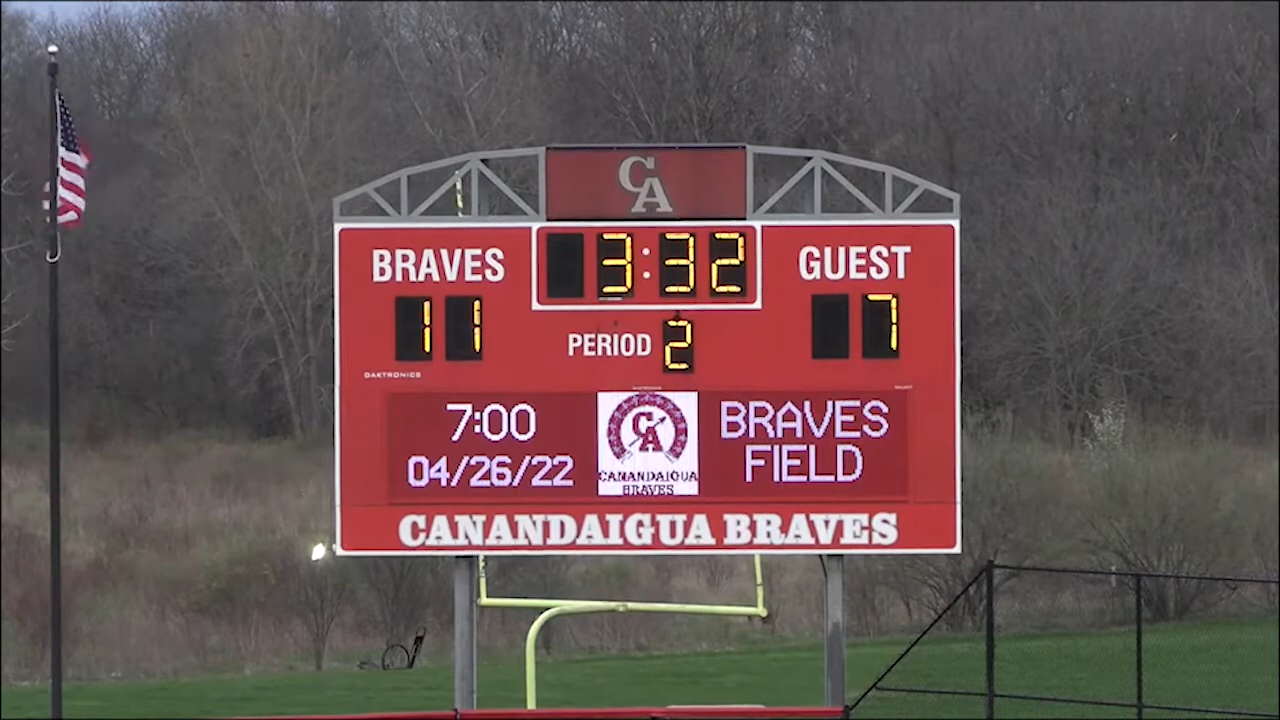 CA
BRAVES 3:32 GUEST
11 7
PERIOD 2
DAKTRONICS
7:00 BRAVES
04/26/22 FIELD
CA
CANANDAIGUA
BRAVES
CANANDAIGUA BRAVES